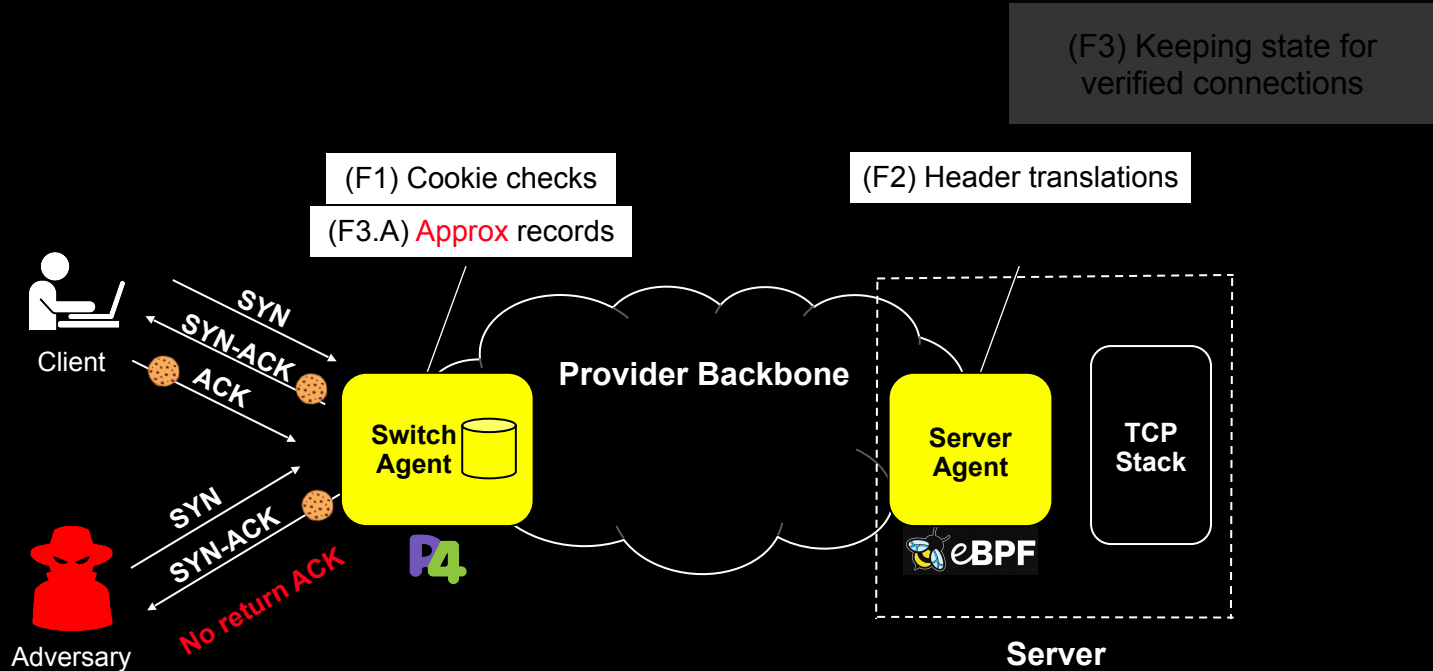 (F3) Keeping state for
verified connections
(F1) Cookie checks
(F2) Header translations
(F3.A) Approx records
SYN
SYN-ACK
ACK
Client
Provider Backbone
Switch
Agent
Server
Agent
TCP
Stack
SYN
SYN-ACK
No return ACK
P4
eBPF
Adversary
Server